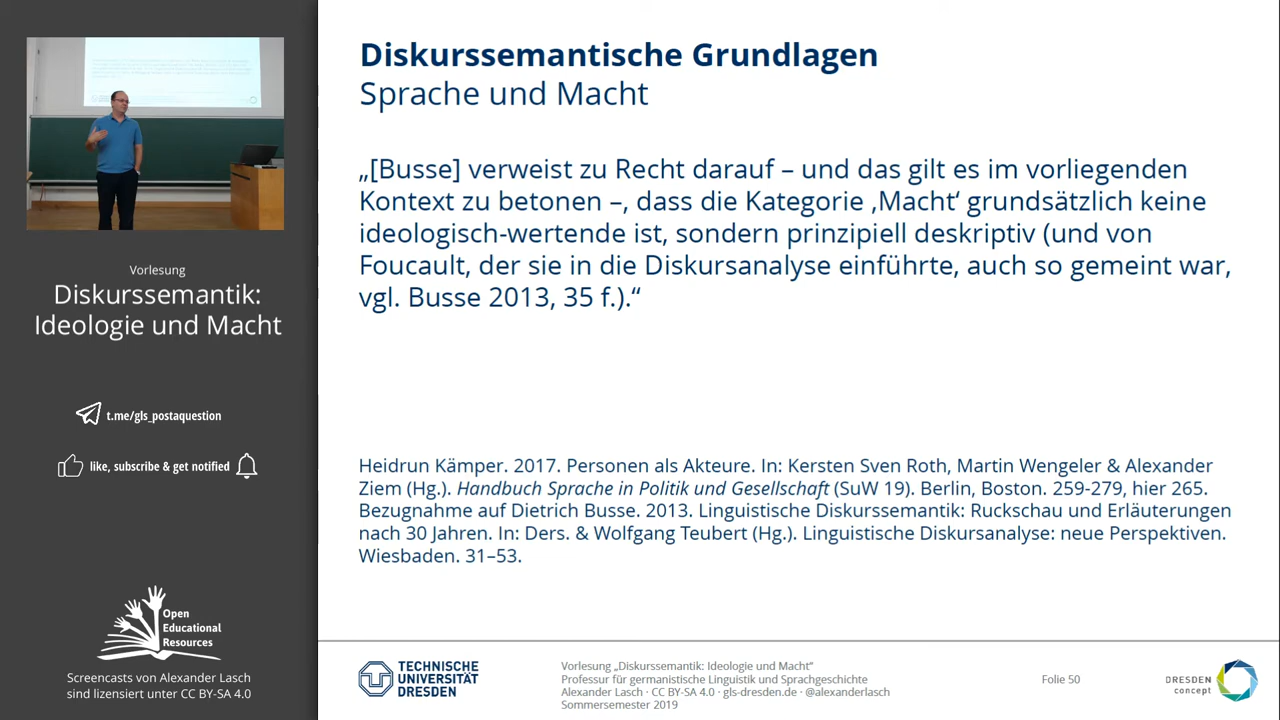 Vorlesung
Diskurssemantik:
Ideologie und Macht
t.me/gls_postaquestion
like, subscribe & get notified
Open
Educational
Resources
Screencasts von Alexander Lasch
sind lizensiert unter CC BY-SA 4.0
Diskurssemantische Grundlagen
Sprache und Macht
„[Busse] verweist zu Recht darauf – und das gilt es im vorliegenden
Kontext zu betonen –, dass die Kategorie ‚Macht‘ grundsätzlich keine
ideologisch-wertende ist, sondern prinzipiell deskriptiv (und von
Foucault, der sie in die Diskursanalyse einführte, auch so gemeint war,
vgl. Busse 2013, 35 f.).“
Heidrun Kämper. 2017. Personen als Akteure. In: Kersten Sven Roth, Martin Wengeler & Alexander
Ziem (Hg.). Handbuch Sprache in Politik und Gesellschaft (SuW 19). Berlin, Boston. 259-279, hier 265.
Bezugnahme auf Dietrich Busse. 2013. Linguistische Diskurssemantik: Ruckschau und Erläuterungen
nach 30 Jahren. In: Ders. & Wolfgang Teubert (Hg.). Linguistische Diskursanalyse: neue Perspektiven.
Wiesbaden. 31–53.
TECHNISCHE
UNIVERSITÄT
DRESDEN
Vorlesung „Diskurssemantik: Ideologie und Macht“
Professur für germanistische Linguistik und Sprachgeschichte
Alexander Lasch · CC BY-SA 4.0 · gls-dresden.de · @alexanderlasch
Sommersemester 2019
Folie 50
DRESDEN
concept